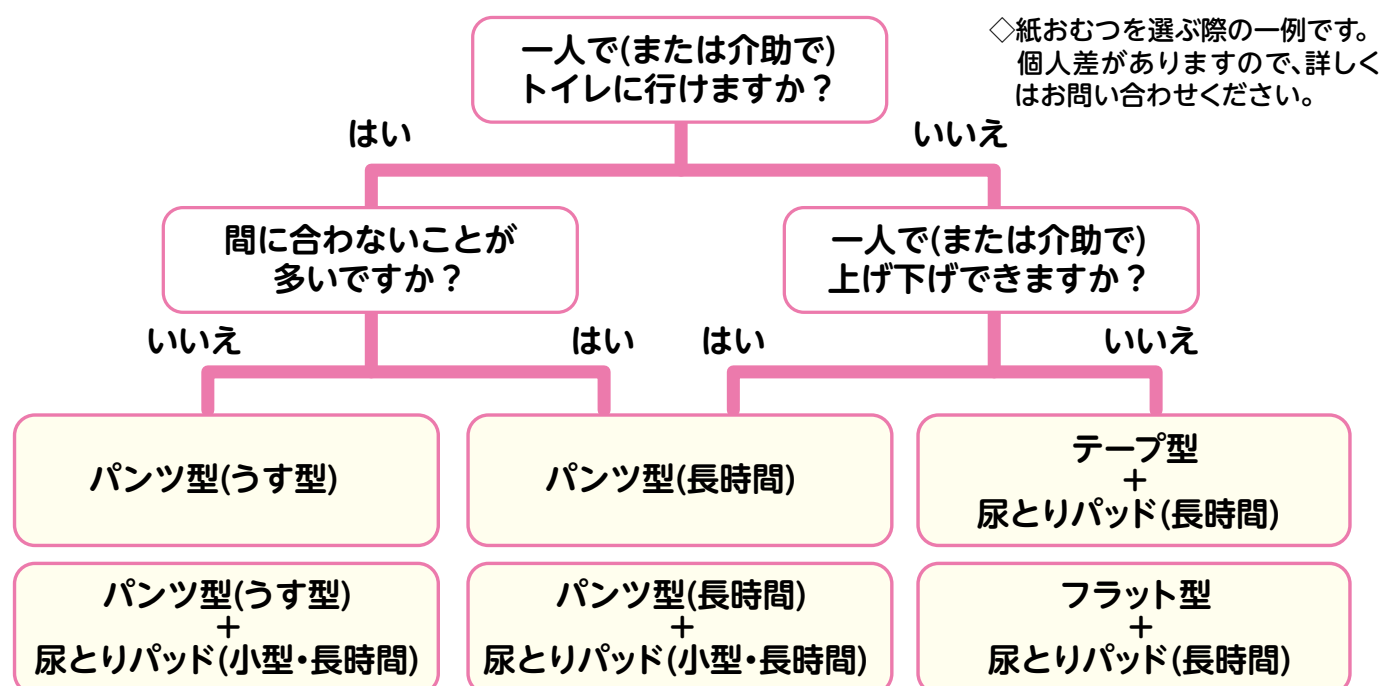 一人で(または介助で)
トイレに行けますか？
◇紙おむつを選ぶ際の一例です。
個人差がありますので、詳しく
はお問い合わせください。
はい
いいえ
間に合わないことが
多いですか？
一人で(または介助で)
上げ下げできますか？
いいえ
はい
はい
いいえ
パンツ型(うす型)
パンツ型(長時間)
テープ型
＋
尿とりパッド(長時間)
パンツ型(うす型)
＋
尿とりパッド(小型・長時間)
パンツ型(長時間)
＋
尿とりパッド(小型・長時間)
フラット型
＋
尿とりパッド(長時間)